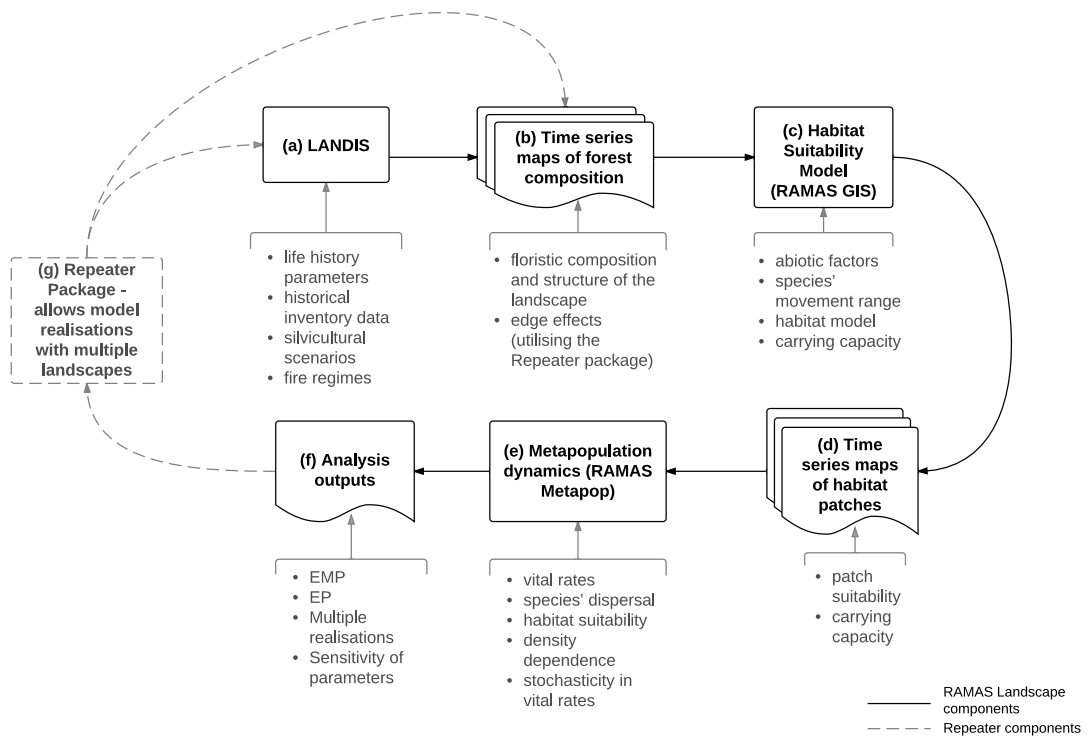 (a) LANDIS
(b) Time series
maps of forest
composition
(c) Habitat
Suitability
Model
(RAMAS GIS)
• life history
parameters
• historical
inventory data
• silvicultural
scenarios
• fire regimes
• floristic composition
and structure of the
landscape
• edge effects
(utilising the
Repeater package)
• abiotic factors
• species’
movement range
• habitat model
• carrying capacity
(g) Repeater
Package -
allows model
realisations
with multiple
landscapes
(f) Analysis
outputs
(e) Metapopulation
dynamics (RAMAS
Metapop)
(d) Time
series maps
of habitat
patches
• EMP
• EP
• Multiple
realisations
• Sensitivity of
parameters
• vital rates
• species’ dispersal
• habitat suitability
• density
dependence
• stochasticity in
vital rates
• patch
suitability
• carrying
capacity
RAMAS Landscape
components
Repeater components